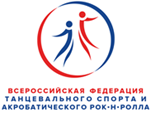 ВСЕРОССИЙСКАЯ ФЕДЕРАЦИЯ
ТАНЦЕВАЛЬНОГО СПОРТА И
АКРОБАТИЧЕСКОГО РОК-Н-РОЛЛА